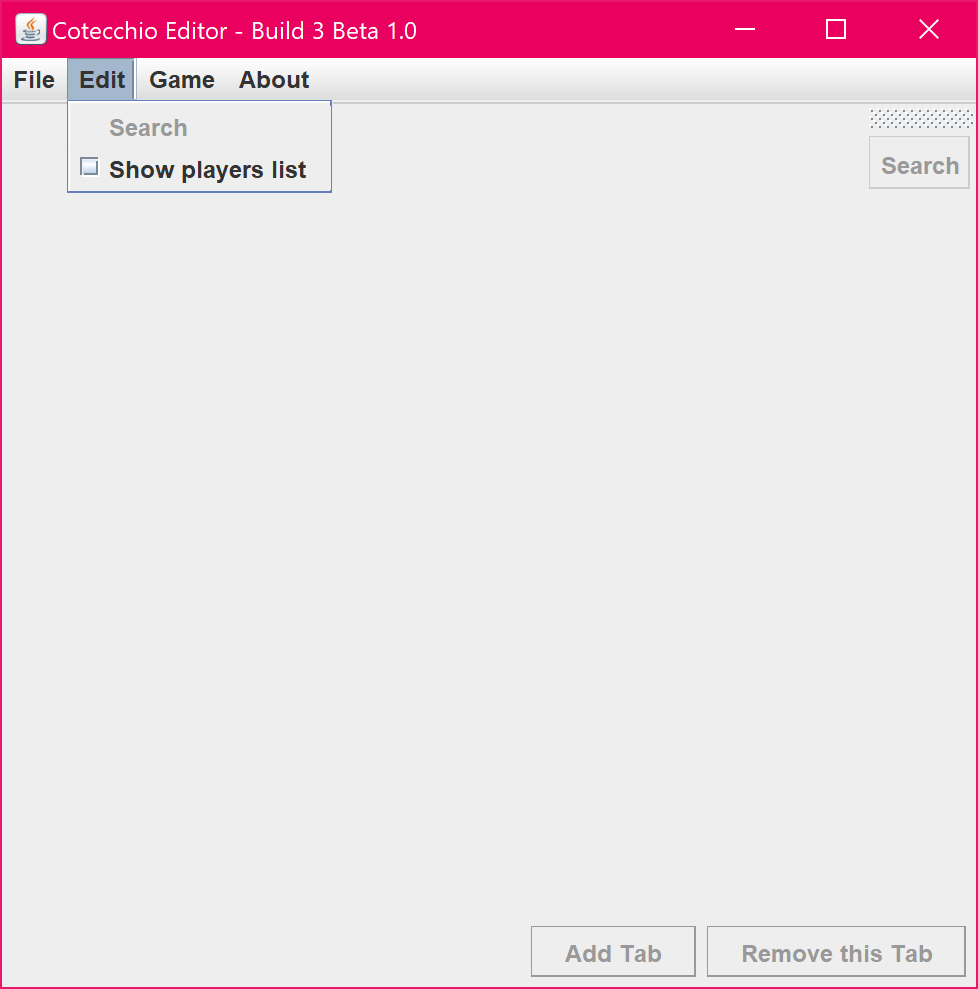 Cotecchio Editor - Build 3 Beta 1.0
File Edit Game About
Search
Show players list
Search
Add Tab Remove this Tab